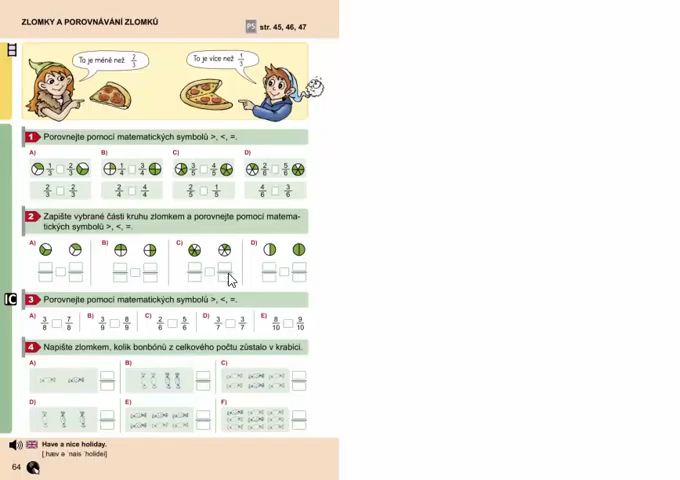 ZLOMKY A POROVNÁVÁNÍ ZLOMKŮ
PS str. 45, 46, 47
To je méně než 2/3
To je více než 1/3
1 Porovnejte pomocí matematických symbolů >, <, =.
A) B) C) D)
1/3 2/3 1/4 3/4 3/5 4/5 2/6 5/6
2/3 2/3 2/4 4/4 2/5 1/5 4/6 3/6
2 Zapište vybrané části kruhu zlomkem a porovnejte pomocí matema-
tických symbolů >, <, =.
A) B) C) D)
3 Porovnejte pomocí matematických symbolů >, <, =.
A) 3/8 7/8 B) 3/9 8/9 C) 2/6 5/6 D) 3/7 3/7 E) 8/10 9/10
4 Napište zlomkem, kolik bonbónů z celkového počtu zůstalo v krabici.
A) B) C)
D) E) F)
Have a nice holiday.
[ˌhæv ə ˈnais ˈholidei]
64